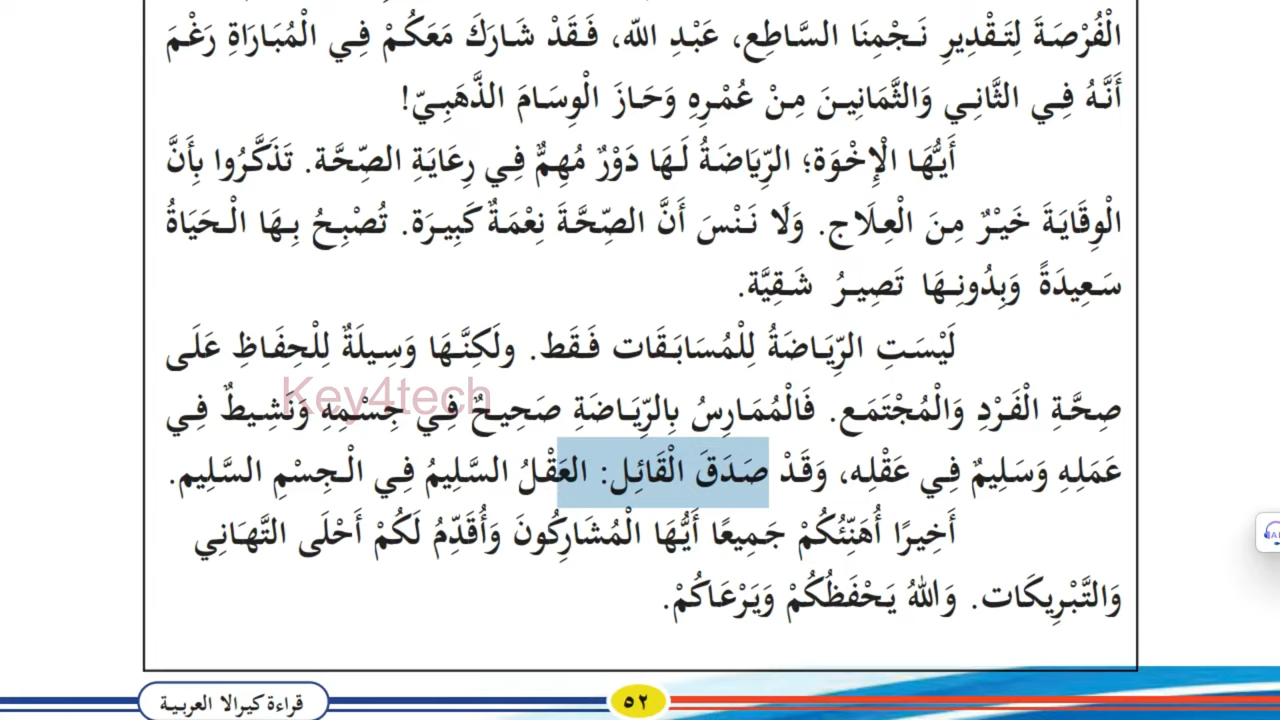 الْفُرْصَةَ لِتَقْدِيرِ نَجْمِنَا السَّاطِع، عَبْدِ اللّه، فَقَدْ شَارَكَ مَعَكُمْ فِي الْمُبَارَاةِ رَغْمَ
أَنَّهُ فِي الثَّانِي وَالثَّمَانِينَ مِنْ عُمْرِهِ وَحَازَ الْوِسَامَ الذَّهَبِيّ!
أَيُّهَا الْإِخْوَة؛ الرِّيَاضَةُ لَهَا دَوْرٌ مُهِمٌّ فِي رِعَايَةِ الصِّحَّة. تَذَكَّرُوا بِأَنَّ
الْوِقَايَةَ خَيْرٌ مِنَ الْعِلَاج. وَلَا نَنْسَ أَنَّ الصِّحَّةَ نِعْمَةٌ كَبِيرَة. تُصْبِحُ بِهَا الْحَيَاةُ
سَعِيدَةً وَبِدُونِهَا تَصِيرُ شَقِيَّة.
لَيْسَتِ الرِّيَاضَةُ لِلْمُسَابَقَات فَقَط. ولَكِنَّهَا وَسِيلَةٌ لِلْحِفَاظِ عَلَى
صِحَّةِ الْفَرْدِ وَالْمُجْتَمَع. فَالْمُمَارِسُ بِالرِّيَاضَةِ صَحِيحٌ فِي جِسْمِهِ وَنَشِيطٌ فِي
Key4tech
عَمَلِهِ وَسَلِيمٌ فِي عَقْلِه، وَقَدْ صَدَقَ الْقَائِل: العَقْلُ السَّلِيمُ فِي الْجِسْمِ السَّلِيم.
أَخِيرًا أُهَنِّئُكُمْ جَمِيعًا أَيُّهَا الْمُشَارِكُونَ وَأُقَدِّمُ لَكُمْ أَحْلَى التَّهَانِي
وَالتَّبْرِيكَات. وَاللهُ يَحْفَظُكُمْ وَيَرْعَاكُمْ.
٥٢
قراءة كيرالا العربية